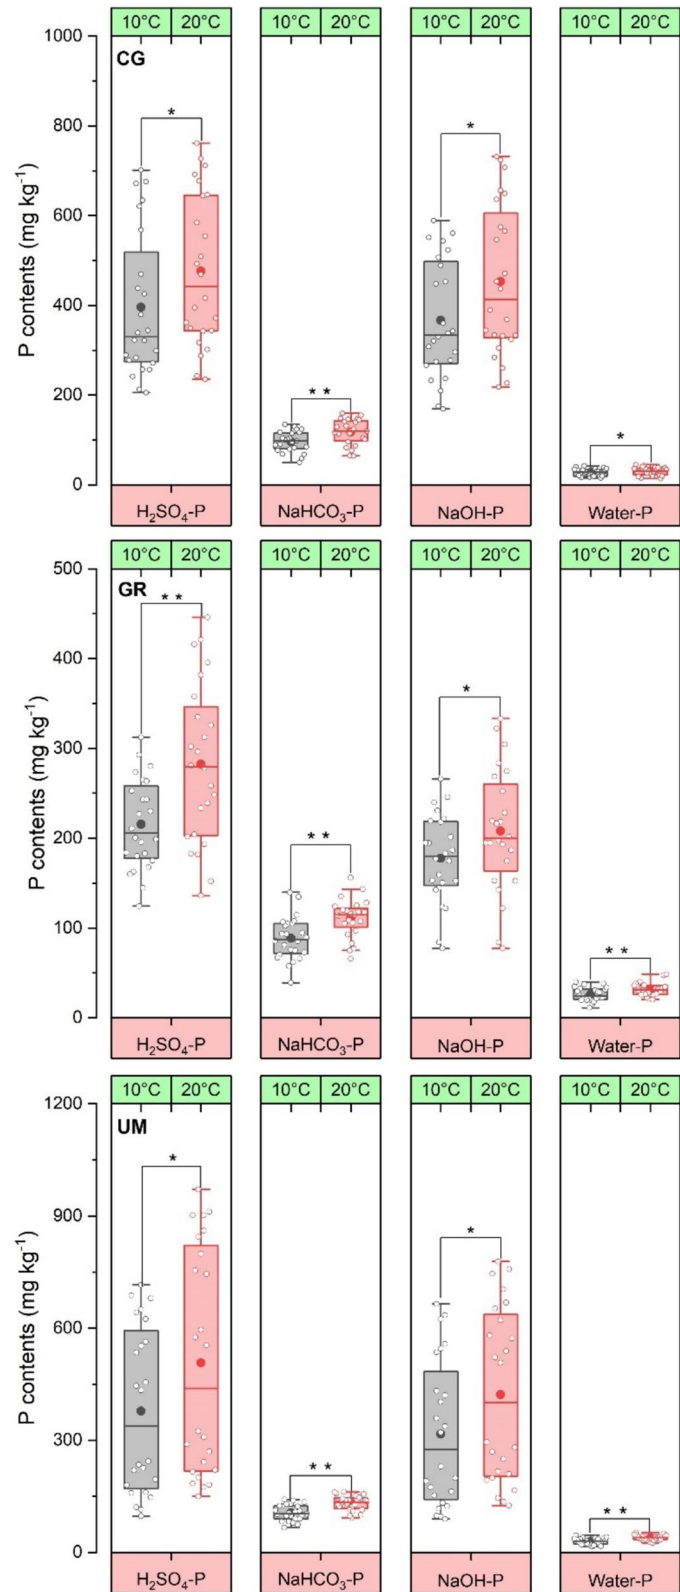 10°C 20°C 10°C 20°C 10°C 20°C 10°C 20°C
1000
CG
800
600
400
200
0
P contents (mg kg⁻¹)
*
* *
*
*
H₂SO₄-P NaHCO₃-P NaOH-P Water-P
10°C 20°C 10°C 20°C 10°C 20°C 10°C 20°C
500
GR
400
300
200
100
0
P contents (mg kg⁻¹)
* *
* *
*
* *
H₂SO₄-P NaHCO₃-P NaOH-P Water-P
10°C 20°C 10°C 20°C 10°C 20°C 10°C 20°C
1200
UM
900
600
300
0
P contents (mg kg⁻¹)
*
* *
*
* *
H₂SO₄-P NaHCO₃-P NaOH-P Water-P